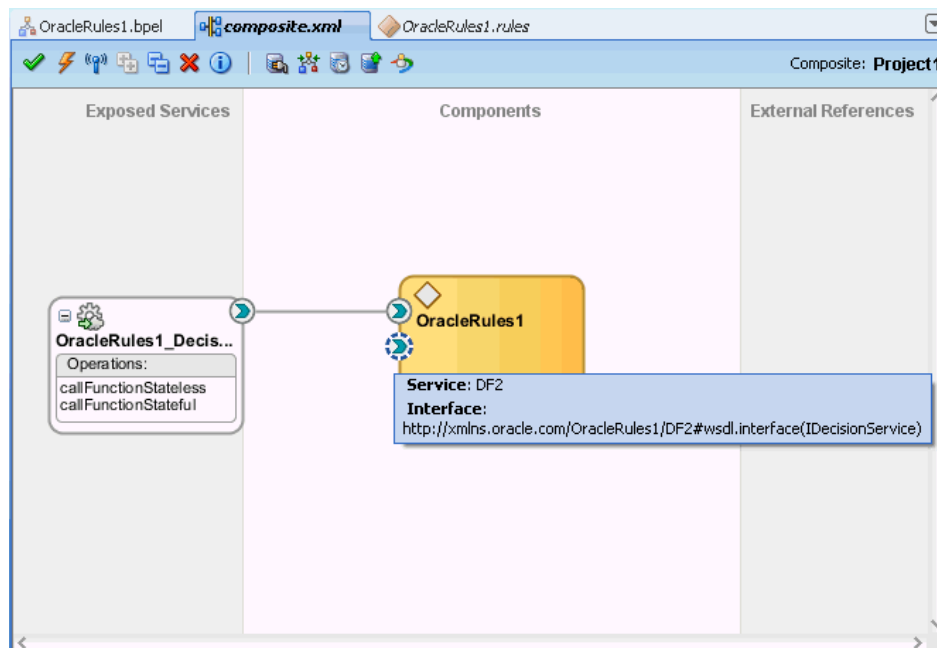 OracleRules1.bpel composite.xml OracleRules1.rules
Composite: Project1
Exposed Services Components External References
OracleRules1
OracleRules1_Decis...
Operations:
callFunctionStateless
callFunctionStateful
Service: DF2
Interface:
http://xmlns.oracle.com/OracleRules1/DF2#wsdl.interface(IDecisionService)